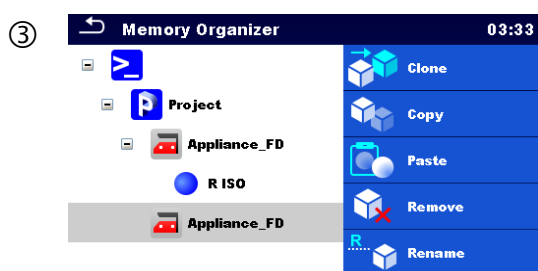 ③
Memory Organizer 03:33
>_
Clone
P Project
Copy
Appliance_FD
Paste
R ISO
Remove
Appliance_FD
R
Rename